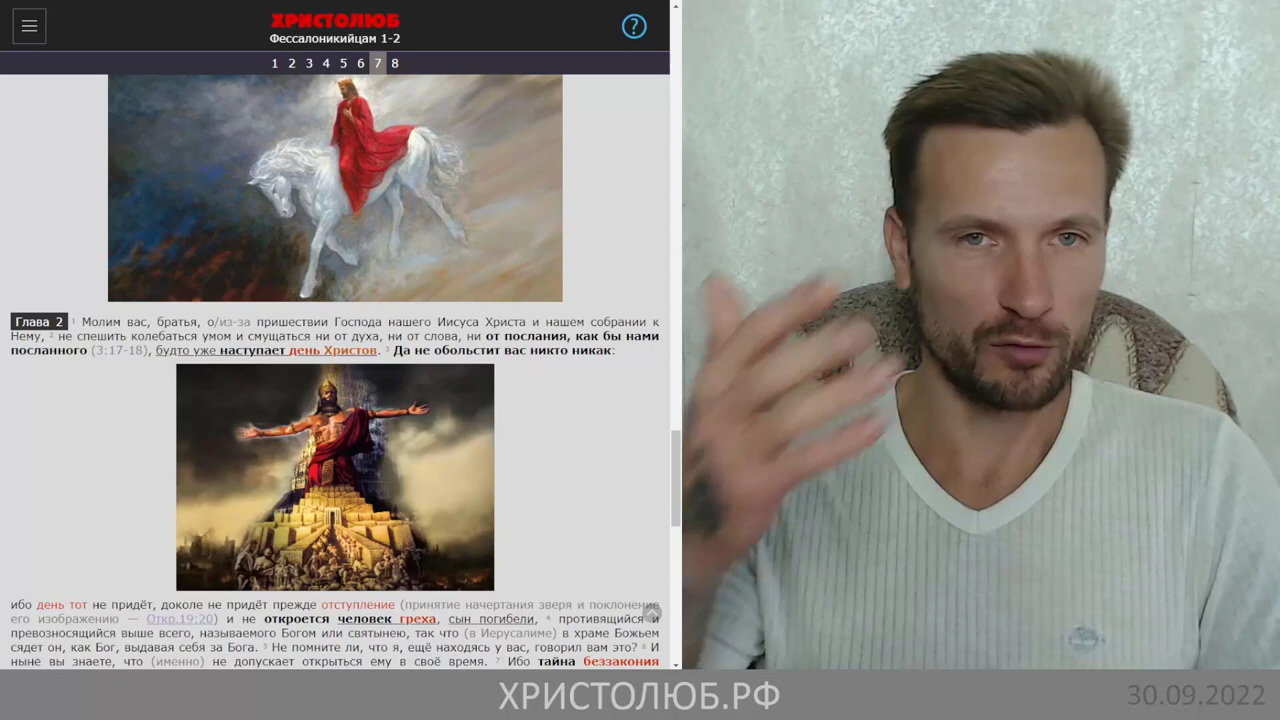 ХРИСТОЛЮБ
Фессалоникийцам 1-2
?
1 2 3 4 5 6 7 8
Глава 2 1 Молим вас, братья, о/из-за пришествии Господа нашего Иисуса Христа и нашем собрании к
Нему, 2 не спешить колебаться умом и смущаться ни от духа, ни от слова, ни от послания, как бы нами
посланного (3:17-18), будто уже наступает день Христов. 3 Да не обольстит вас никто никак:
ибо день тот не придёт, доколе не придёт прежде отступление (принятие начертания зверя и поклонение
его изображению — Откр.19:20) и не откроется человек греха, сын погибели, 4 противящийся и
превозносящийся выше всего, называемого Богом или святынею, так что (в Иерусалиме) в храме Божьем
сядет он, как Бог, выдавая себя за Бога. 5 Не помните ли, что я, ещё находясь у вас, говорил вам это? 6 И
ныне вы знаете, что (именно) не допускает открыться ему в своё время. 7 Ибо тайна беззакония
ХРИСТОЛЮБ.РФ
30.09.2022